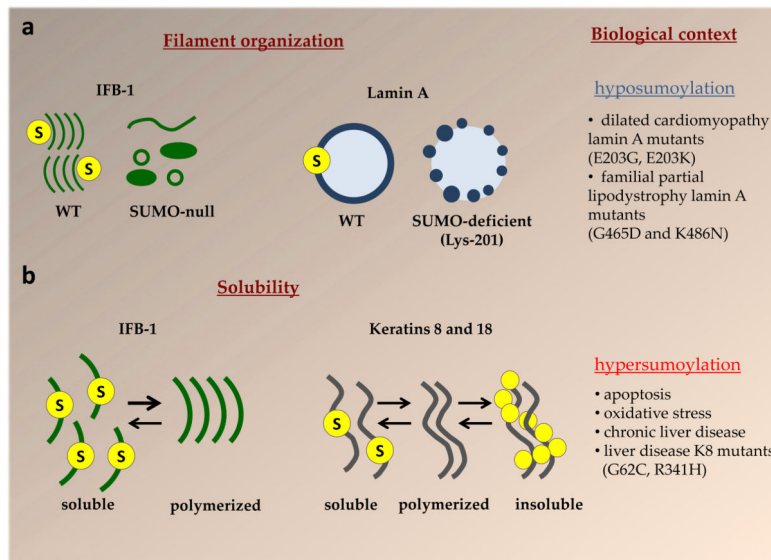 a
Filament organization
Biological context
IFB-1
Lamin A
hyposumoylation
S
S
S
WT
SUMO-null
WT
SUMO-deficient
(Lys-201)
• dilated cardiomyopathy
lamin A mutants
(E203G, E203K)
• familial partial
lipodystrophy lamin A
mutants
(G465D and K486N)
b
Solubility
IFB-1
Keratins 8 and 18
hypersumoylation
S
S
S
S
S
S
soluble
polymerized
soluble
polymerized
insoluble
• apoptosis
• oxidative stress
• chronic liver disease
• liver disease K8 mutants
(G62C, R341H)